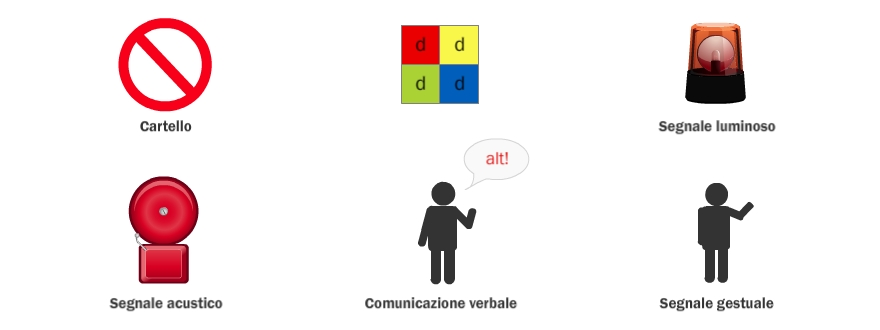 d d
d d
Cartello
Segnale luminoso
alt!
Segnale acustico
Comunicazione verbale
Segnale gestuale